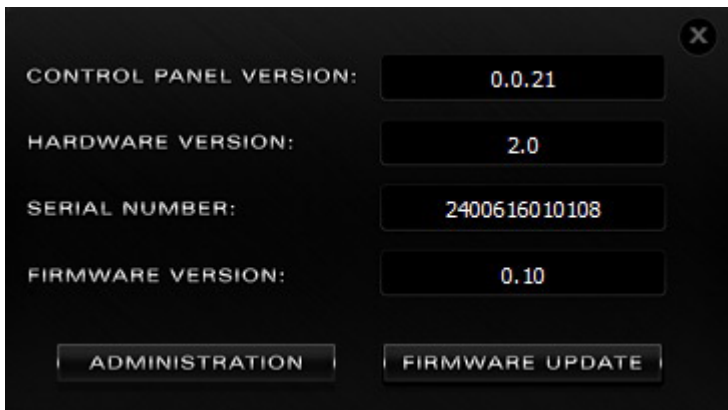 X
CONTROL PANEL VERSION: 0.0.21
HARDWARE VERSION: 2.0
SERIAL NUMBER: 2400616010108
FIRMWARE VERSION: 0.10
ADMINISTRATION FIRMWARE UPDATE